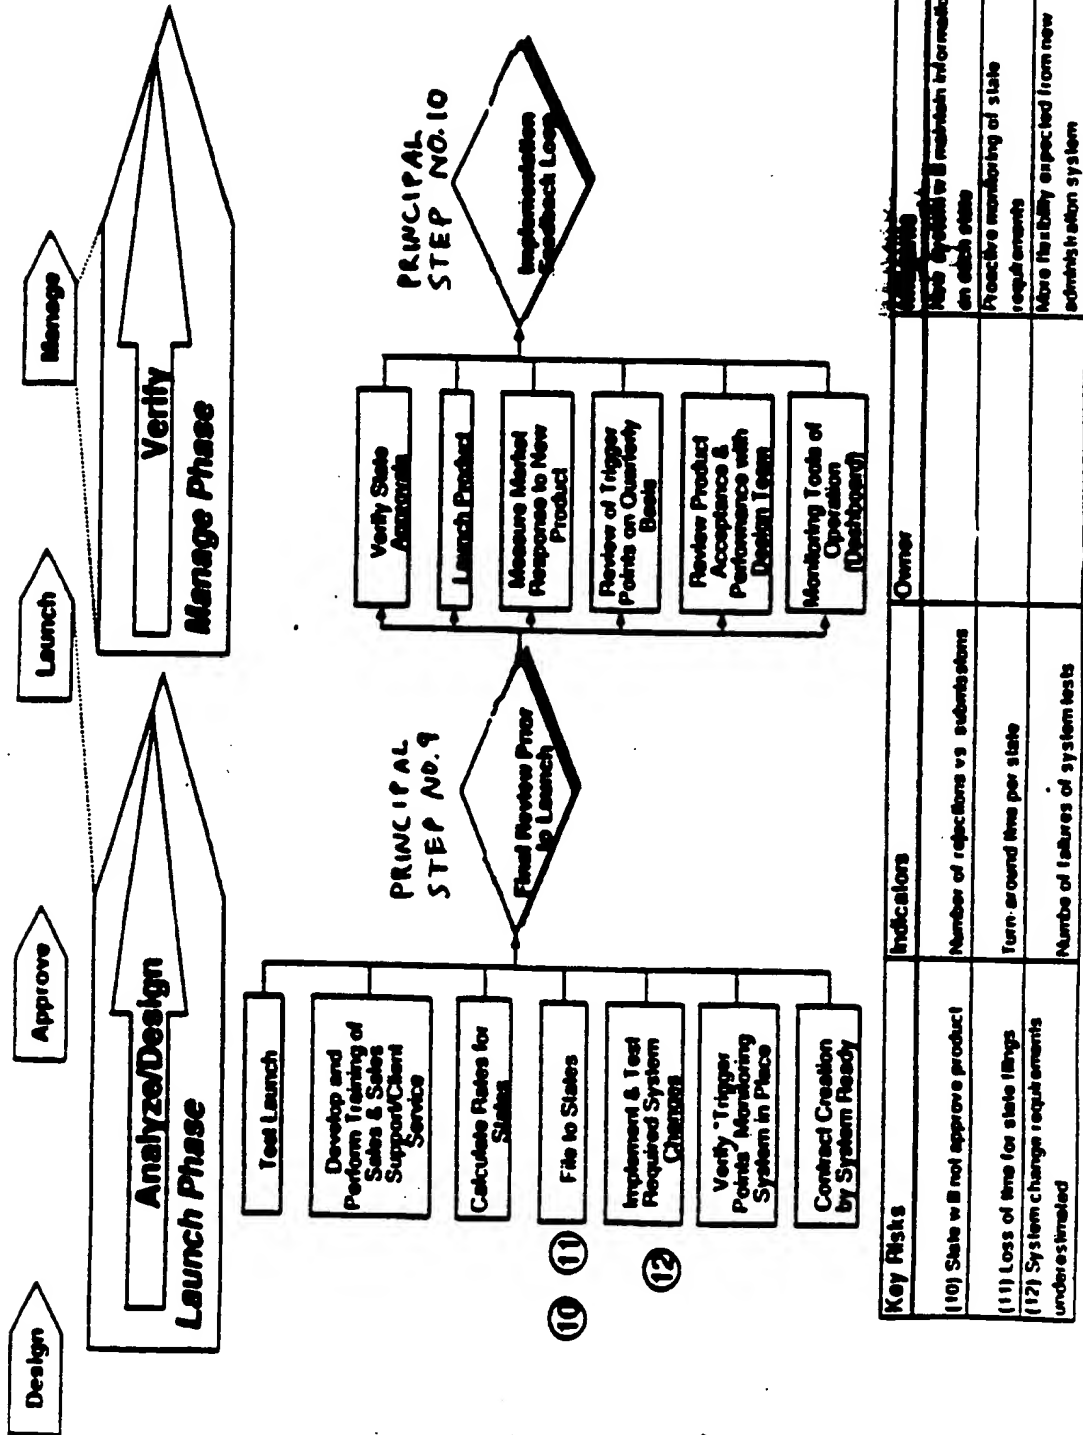 Design
Approve
Launch
Manage
Analyze/Design
Launch Phase
Verify
Manage Phase
Test Launch
Develop and
Perform Training of
Sales & Sales
Support/Client
Service
Calculate Rates for
States
File to States
Implement & Test
Required System
Changes
Verify "Trigger
Points" Monitoring
System in Place
Contract Creation
by System Ready
10
11
12
PRINCIPAL
STEP NO.9
Final Review Prior
to Launch
Verify State
Approvals
Launch Product
Measure Market
Response to New
Product
Review of Trigger
Points on Quarterly
Basis
Review Product
Acceptance &
Performance with
Design Team
Monitoring Tools of
Operation
(Dashboard)
PRINCIPAL
STEP NO.10
Implementation
Feedback Loop
Key Risks
Indicators
Owner
(10) State will not approve product
Number of rejections vs submissions
system will maintain informatio
on each state
(11) Loss of time for state filings
Turn-around time per state
Proactive monitoring of state
requirements
(12) System change requirements
underestimated
Numbe of failures of system tests
More flexibility expected from new
administration system